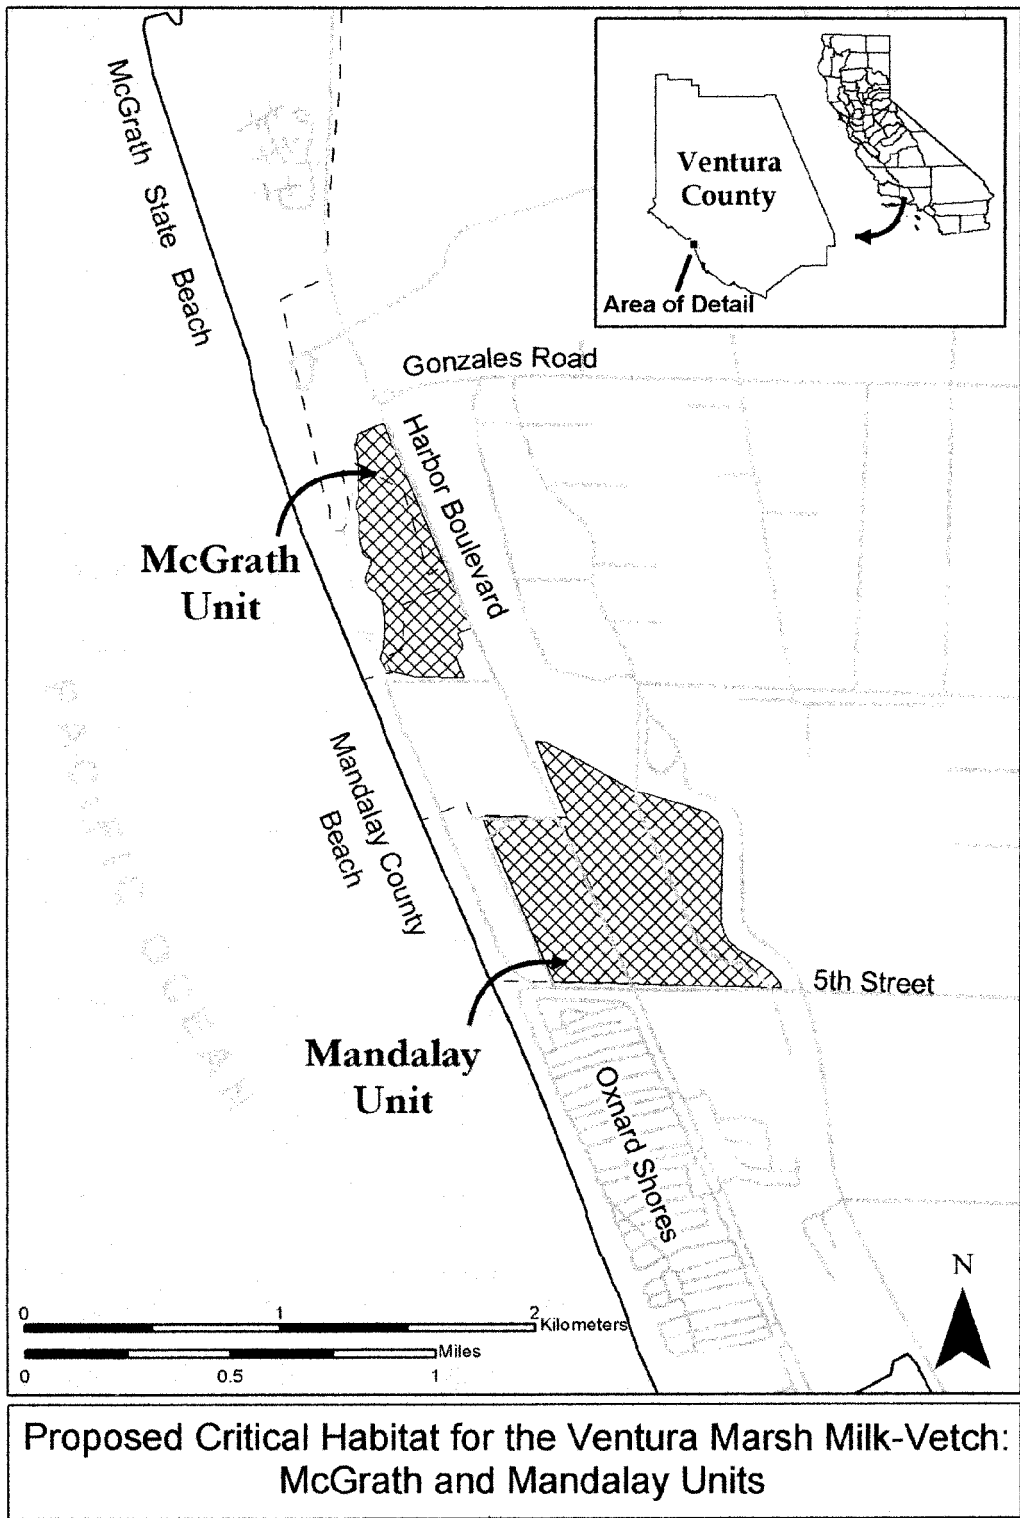 McGrath State Beach
Ventura
County
Area of Detail
Gonzales Road
Harbor Boulevard
McGrath
Unit
PACIFIC OCEAN
Mandalay County
Beach
5th Street
Mandalay
Unit
Oxnard Shores
N
0 1 2
Kilometers
Miles
0 0.5 1
Proposed Critical Habitat for the Ventura Marsh Milk-Vetch:
McGrath and Mandalay Units